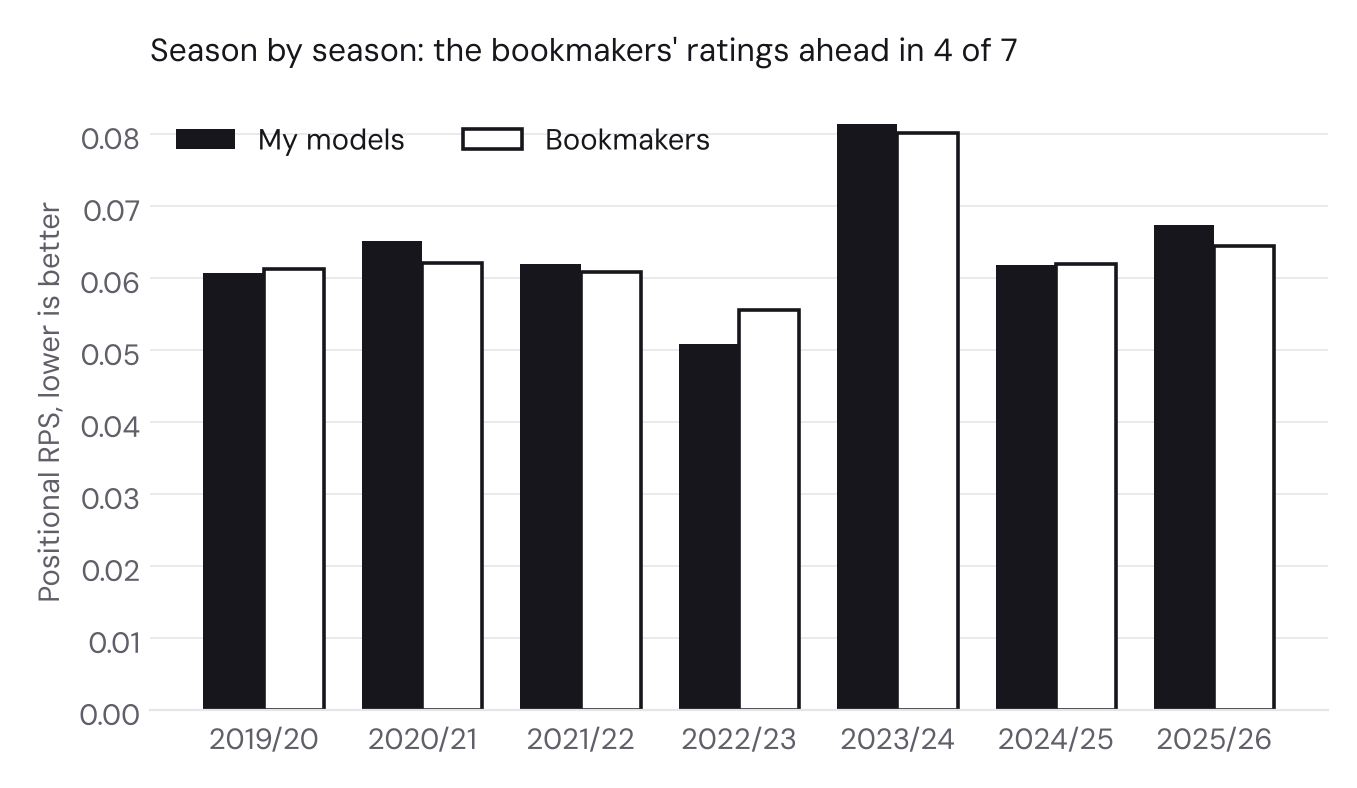 Season by season: the bookmakers' ratings ahead in 4 of 7
My models
Bookmakers
Positional RPS, lower is better
0.08
0.07
0.06
0.05
0.04
0.03
0.02
0.01
0.00
2019/20 2020/21 2021/22 2022/23 2023/24 2024/25 2025/26